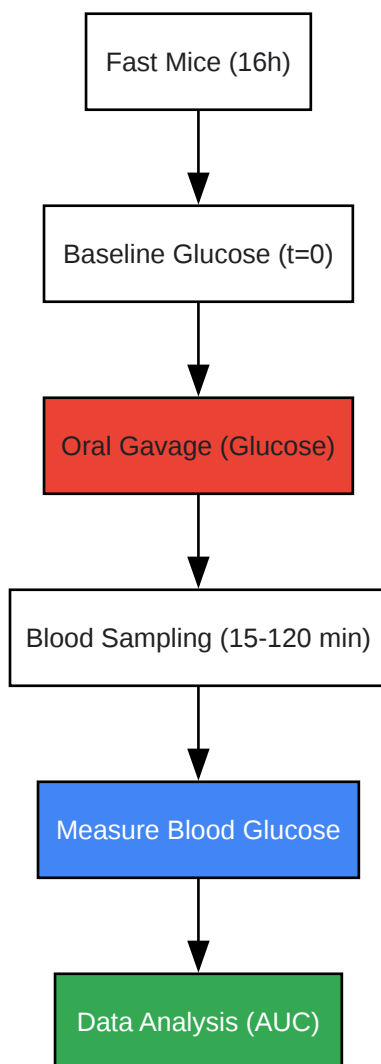 Fast Mice (16h)
Baseline Glucose (t=0)
Oral Gavage (Glucose)
Blood Sampling (15-120 min)
Measure Blood Glucose
Data Analysis (AUC)